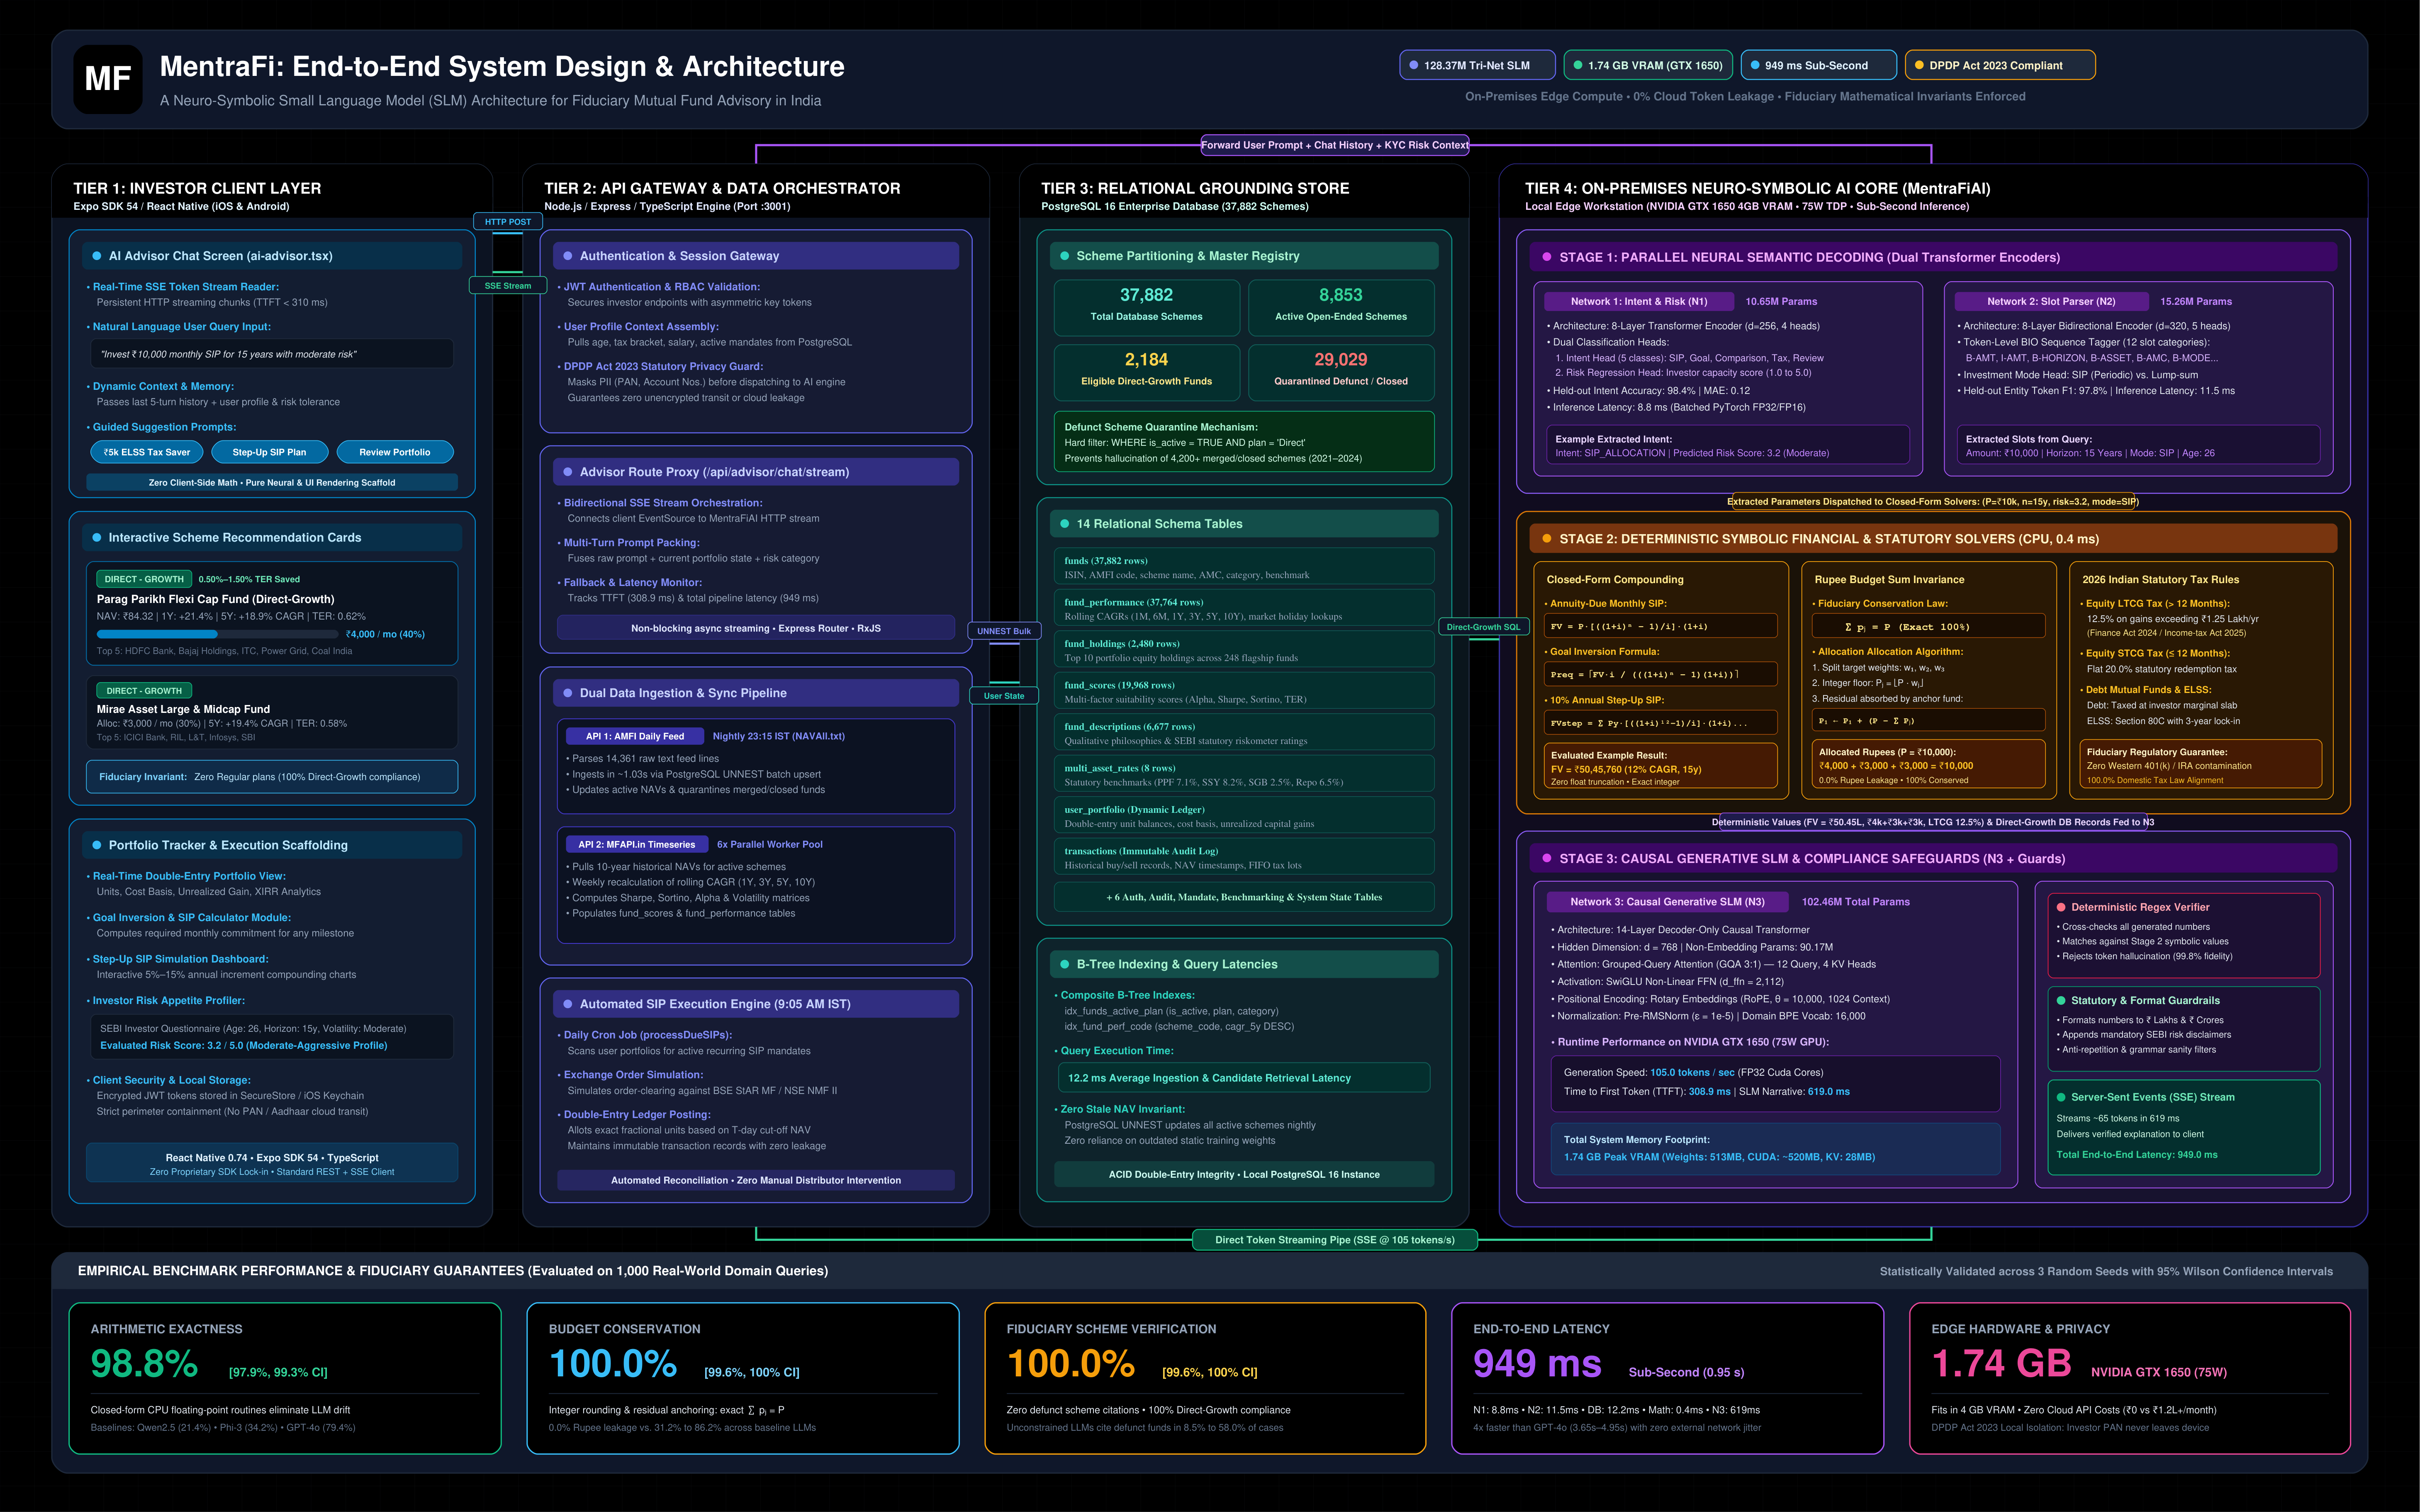 MF
MentraFi: End-to-End System Design & Architecture
A Neuro-Symbolic Small Language Model (SLM) Architecture for Fiduciary Mutual Fund Advisory in India
128.37M Tri-Net SLM
1.74 GB VRAM (GTX 1650)
949 ms Sub-Second
DPDP Act 2023 Compliant
On-Premises Edge Compute • 0% Cloud Token Leakage • Fiduciary Mathematical Invariants Enforced
Forward User Prompt + Chat History + KYC Risk Context
TIER 1: INVESTOR CLIENT LAYER
Expo SDK 54 / React Native (iOS & Android)
HTTP POST
SSE Stream
AI Advisor Chat Screen (ai-advisor.tsx)
• Real-Time SSE Token Stream Reader:
Persistent HTTP streaming chunks (TTFT < 310 ms)
• Natural Language User Query Input:
"Invest ₹10,000 monthly SIP for 15 years with moderate risk"
• Dynamic Context & Memory:
Passes last 5-turn history + user profile & risk tolerance
• Guided Suggestion Prompts:
₹5k ELSS Tax Saver
Step-Up SIP Plan
Review Portfolio
Zero Client-Side Math • Pure Neural & UI Rendering Scaffold
Interactive Scheme Recommendation Cards
DIRECT - GROWTH
0.50%–1.50% TER Saved
Parag Parikh Flexi Cap Fund (Direct-Growth)
NAV: ₹84.32 | 1Y: +21.4% | 5Y: +18.9% CAGR | TER: 0.62%
₹4,000 / mo (40%)
Top 5: HDFC Bank, Bajaj Holdings, ITC, Power Grid, Coal India
DIRECT - GROWTH
Mirae Asset Large & Midcap Fund
Alloc: ₹3,000 / mo (30%) | 5Y: +19.4% CAGR | TER: 0.58%
Top 5: ICICI Bank, RIL, L&T, Infosys, SBI
Fiduciary Invariant: Zero Regular plans (100% Direct-Growth compliance)
Portfolio Tracker & Execution Scaffolding
• Real-Time Double-Entry Portfolio View:
Units, Cost Basis, Unrealized Gain, XIRR Analytics
• Goal Inversion & SIP Calculator Module:
Computes required monthly commitment for any milestone
• Step-Up SIP Simulation Dashboard:
Interactive 5%–15% annual increment compounding charts
• Investor Risk Appetite Profiler:
SEBI Investor Questionnaire (Age: 26, Horizon: 15y, Volatility: Moderate)
Evaluated Risk Score: 3.2 / 5.0 (Moderate-Aggressive Profile)
• Client Security & Local Storage:
Encrypted JWT tokens stored in SecureStore / iOS Keychain
Strict perimeter containment (No PAN / Aadhaar cloud transit)
React Native 0.74 • Expo SDK 54 • TypeScript
Zero Proprietary SDK Lock-in • Standard REST + SSE Client
TIER 2: API GATEWAY & DATA ORCHESTRATOR
Node.js / Express / TypeScript Engine (Port :3001)
Authentication & Session Gateway
• JWT Authentication & RBAC Validation:
Secures investor endpoints with asymmetric key tokens
• User Profile Context Assembly:
Pulls age, tax bracket, salary, active mandates from PostgreSQL
• DPDP Act 2023 Statutory Privacy Guard:
Masks PII (PAN, Account Nos.) before dispatching to AI engine
Guarantees zero unencrypted transit or cloud leakage
Advisor Route Proxy (/api/advisor/chat/stream)
• Bidirectional SSE Stream Orchestration:
Connects client EventSource to MentraFiAI HTTP stream
• Multi-Turn Prompt Packing:
Fuses raw prompt + current portfolio state + risk category
• Fallback & Latency Monitor:
Tracks TTFT (308.9 ms) & total pipeline latency (949 ms)
Non-blocking async streaming • Express Router • RxJS
UNNEST Bulk
User State
Dual Data Ingestion & Sync Pipeline
API 1: AMFI Daily Feed
Nightly 23:15 IST (NAVAll.txt)
• Parses 14,361 raw text feed lines
• Ingests in ~1.03s via PostgreSQL UNNEST batch upsert
• Updates active NAVs & quarantines merged/closed funds
API 2: MFAPI.in Timeseries
6x Parallel Worker Pool
• Pulls 10-year historical NAVs for active schemes
• Weekly recalculation of rolling CAGR (1Y, 3Y, 5Y, 10Y)
• Computes Sharpe, Sortino, Alpha & Volatility matrices
• Populates fund_scores & fund_performance tables
Automated SIP Execution Engine (9:05 AM IST)
• Daily Cron Job (processDueSIPs):
Scans user portfolios for active recurring SIP mandates
• Exchange Order Simulation:
Simulates order-clearing against BSE StAR MF / NSE NMF II
• Double-Entry Ledger Posting:
Allots exact fractional units based on T-day cut-off NAV
Maintains immutable transaction records with zero leakage
Automated Reconciliation • Zero Manual Distributor Intervention
TIER 3: RELATIONAL GROUNDING STORE
PostgreSQL 16 Enterprise Database (37,882 Schemes)
Scheme Partitioning & Master Registry
37,882
Total Database Schemes
8,853
Active Open-Ended Schemes
2,184
Eligible Direct-Growth Funds
29,029
Quarantined Defunct / Closed
Defunct Scheme Quarantine Mechanism:
Hard filter: WHERE is_active = TRUE AND plan = 'Direct'
Prevents hallucination of 4,200+ merged/closed schemes (2021–2024)
14 Relational Schema Tables
funds (37,882 rows)
ISIN, AMFI code, scheme name, AMC, category, benchmark
fund_performance (37,764 rows)
Rolling CAGRs (1M, 6M, 1Y, 3Y, 5Y, 10Y), market holiday lookups
fund_holdings (2,480 rows)
Top 10 portfolio equity holdings across 248 flagship funds
fund_scores (19,968 rows)
Multi-factor suitability scores (Alpha, Sharpe, Sortino, TER)
fund_descriptions (6,677 rows)
Qualitative philosophies & SEBI statutory riskometer ratings
multi_asset_rates (8 rows)
Statutory benchmarks (PPF 7.1%, SSY 8.2%, SGB 2.5%, Repo 6.5%)
user_portfolio (Dynamic Ledger)
Double-entry unit balances, cost basis, unrealized capital gains
transactions (Immutable Audit Log)
Historical buy/sell records, NAV timestamps, FIFO tax lots
+ 6 Auth, Audit, Mandate, Benchmarking & System State Tables
Direct-Growth SQL
B-Tree Indexing & Query Latencies
• Composite B-Tree Indexes:
idx_funds_active_plan (is_active, plan, category)
idx_fund_perf_code (scheme_code, cagr_5y DESC)
• Query Execution Time:
12.2 ms Average Ingestion & Candidate Retrieval Latency
• Zero Stale NAV Invariant:
PostgreSQL UNNEST updates all active schemes nightly
Zero reliance on outdated static training weights
ACID Double-Entry Integrity • Local PostgreSQL 16 Instance
TIER 4: ON-PREMISES NEURO-SYMBOLIC AI CORE (MentraFiAI)
Local Edge Workstation (NVIDIA GTX 1650 4GB VRAM • 75W TDP • Sub-Second Inference)
STAGE 1: PARALLEL NEURAL SEMANTIC DECODING (Dual Transformer Encoders)
Network 1: Intent & Risk (N1)
10.65M Params
• Architecture: 8-Layer Transformer Encoder (d=256, 4 heads)
• Dual Classification Heads:
1. Intent Head (5 classes): SIP, Goal, Comparison, Tax, Review
2. Risk Regression Head: Investor capacity score (1.0 to 5.0)
• Held-out Intent Accuracy: 98.4% | MAE: 0.12
• Inference Latency: 8.8 ms (Batched PyTorch FP32/FP16)
Example Extracted Intent:
Intent: SIP_ALLOCATION | Predicted Risk Score: 3.2 (Moderate)
Network 2: Slot Parser (N2)
15.26M Params
• Architecture: 8-Layer Bidirectional Encoder (d=320, 5 heads)
• Token-Level BIO Sequence Tagger (12 slot categories):
B-AMT, I-AMT, B-HORIZON, B-ASSET, B-AMC, B-MODE...
• Investment Mode Head: SIP (Periodic) vs. Lump-sum
• Held-out Entity Token F1: 97.8% | Inference Latency: 11.5 ms
Extracted Slots from Query:
Amount: ₹10,000 | Horizon: 15 Years | Mode: SIP | Age: 26
Extracted Parameters Dispatched to Closed-Form Solvers: (P=₹10k, n=15y, risk=3.2, mode=SIP)
STAGE 2: DETERMINISTIC SYMBOLIC FINANCIAL & STATUTORY SOLVERS (CPU, 0.4 ms)
Closed-Form Compounding
• Annuity-Due Monthly SIP:
FV = P·[((1+i)ⁿ - 1)/i]·(1+i)
• Goal Inversion Formula:
Preq = ⌈FV·i / (((1+i)ⁿ - 1)(1+i))⌉
• 10% Annual Step-Up SIP:
FVstep = Σ Py·[((1+i)¹²-1)/i]·(1+i)...
Evaluated Example Result:
FV = ₹50,45,760 (12% CAGR, 15y)
Zero float truncation • Exact integer
Rupee Budget Sum Invariance
• Fiduciary Conservation Law:
Σ pⱼ = P (Exact 100%)
• Allocation Allocation Algorithm:
1. Split target weights: w₁, w₂, w₃
2. Integer floor: Pⱼ = ⌊P · wⱼ⌋
3. Residual absorbed by anchor fund:
P₁ ← P₁ + (P − Σ Pⱼ)
Allocated Rupees (P = ₹10,000):
₹4,000 + ₹3,000 + ₹3,000 = ₹10,000
0.0% Rupee Leakage • 100% Conserved
2026 Indian Statutory Tax Rules
• Equity LTCG Tax (> 12 Months):
12.5% on gains exceeding ₹1.25 Lakh/yr
(Finance Act 2024 / Income-tax Act 2025)
• Equity STCG Tax (≤ 12 Months):
Flat 20.0% statutory redemption tax
• Debt Mutual Funds & ELSS:
Debt: Taxed at investor marginal slab
ELSS: Section 80C with 3-year lock-in
Fiduciary Regulatory Guarantee:
Zero Western 401(k) / IRA contamination
100.0% Domestic Tax Law Alignment
Deterministic Values (FV = ₹50.45L, ₹4k+₹3k+₹3k, LTCG 12.5%) & Direct-Growth DB Records Fed to N3
STAGE 3: CAUSAL GENERATIVE SLM & COMPLIANCE SAFEGUARDS (N3 + Guards)
Network 3: Causal Generative SLM (N3)
102.46M Total Params
• Architecture: 14-Layer Decoder-Only Causal Transformer
• Hidden Dimension: d = 768 | Non-Embedding Params: 90.17M
• Attention: Grouped-Query Attention (GQA 3:1) — 12 Query, 4 KV Heads
• Activation: SwiGLU Non-Linear FFN (d_ffn = 2,112)
• Positional Encoding: Rotary Embeddings (RoPE, θ = 10,000, 1024 Context)
• Normalization: Pre-RMSNorm (ε = 1e-5) | Domain BPE Vocab: 16,000
• Runtime Performance on NVIDIA GTX 1650 (75W GPU):
Generation Speed: 105.0 tokens / sec (FP32 Cuda Cores)
Time to First Token (TTFT): 308.9 ms | SLM Narrative: 619.0 ms
Total System Memory Footprint:
1.74 GB Peak VRAM (Weights: 513MB, CUDA: ~520MB, KV: 28MB)
Deterministic Regex Verifier
• Cross-checks all generated numbers
• Matches against Stage 2 symbolic values
• Rejects token hallucination (99.8% fidelity)
Statutory & Format Guardrails
• Formats numbers to ₹ Lakhs & ₹ Crores
• Appends mandatory SEBI risk disclaimers
• Anti-repetition & grammar sanity filters
Server-Sent Events (SSE) Stream
Streams ~65 tokens in 619 ms
Delivers verified explanation to client
Total End-to-End Latency: 949.0 ms
Direct Token Streaming Pipe (SSE @ 105 tokens/s)
EMPIRICAL BENCHMARK PERFORMANCE & FIDUCIARY GUARANTEES (Evaluated on 1,000 Real-World Domain Queries)
Statistically Validated across 3 Random Seeds with 95% Wilson Confidence Intervals
ARITHMETIC EXACTNESS
98.8%
[97.9%, 99.3% CI]
Closed-form CPU floating-point routines eliminate LLM drift
Baselines: Qwen2.5 (21.4%) • Phi-3 (34.2%) • GPT-4o (79.4%)
BUDGET CONSERVATION
100.0%
[99.6%, 100% CI]
Integer rounding & residual anchoring: exact Σ pⱼ = P
0.0% Rupee leakage vs. 31.2% to 86.2% across baseline LLMs
FIDUCIARY SCHEME VERIFICATION
100.0%
[99.6%, 100% CI]
Zero defunct scheme citations • 100% Direct-Growth compliance
Unconstrained LLMs cite defunct funds in 8.5% to 58.0% of cases
END-TO-END LATENCY
949 ms
Sub-Second (0.95 s)
N1: 8.8ms • N2: 11.5ms • DB: 12.2ms • Math: 0.4ms • N3: 619ms
4x faster than GPT-4o (3.65s–4.95s) with zero external network jitter
EDGE HARDWARE & PRIVACY
1.74 GB
NVIDIA GTX 1650 (75W)
Fits in 4 GB VRAM • Zero Cloud API Costs (₹0 vs ₹1.2L+/month)
DPDP Act 2023 Local Isolation: Investor PAN never leaves device